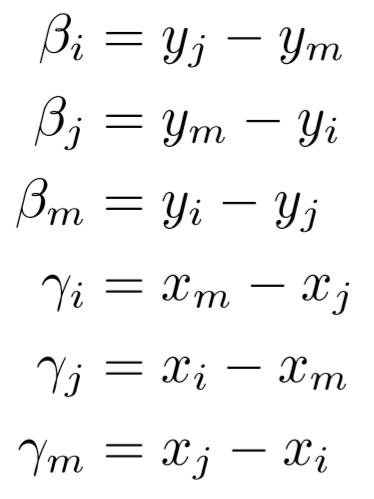 βᵢ = yⱼ − yₘ
βⱼ = yₘ − yᵢ
βₘ = yᵢ − yⱼ
γᵢ = xₘ − xⱼ
γⱼ = xᵢ − xₘ
γₘ = xⱼ − xᵢ